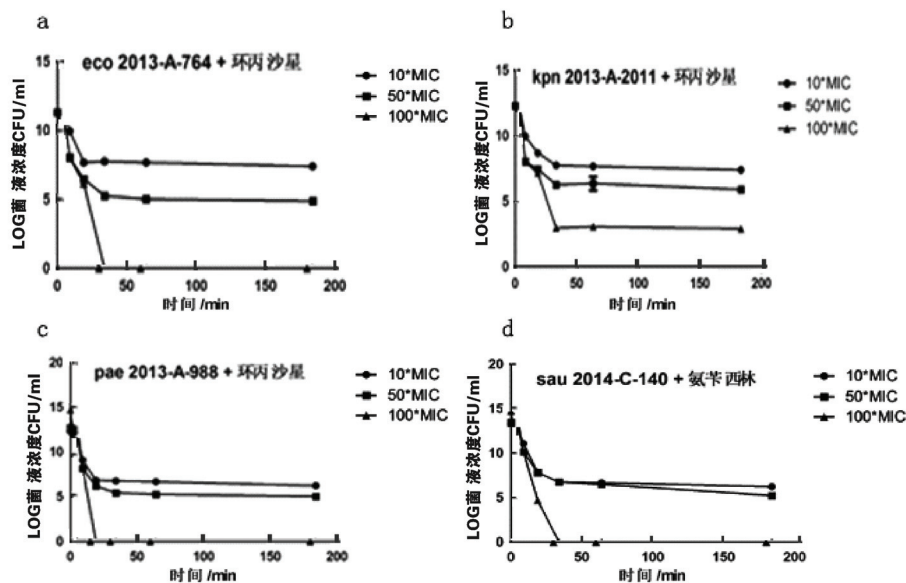 a
eco 2013-A-764 + 环丙沙星
10*MIC
50*MIC
100*MIC
LOG菌 液浓度CFU/ml
15
10
5
0
0 50 100 150 200
时间 /min
b
kpn 2013-A-2011 + 环丙沙星
10*MIC
50*MIC
100*MIC
LOG菌 液浓度CFU/ml
15
10
5
0
0 50 100 150 200
时间 /min
c
pae 2013-A-988 + 环丙沙星
10*MIC
50*MIC
100*MIC
LOG菌 液浓度CFU/ml
20
15
10
5
0
0 50 100 150 200
时间 /min
d
sau 2014-C-140 + 氨苄西林
10*MIC
50*MIC
100*MIC
LOG菌 液浓度CFU/ml
20
15
10
5
0
0 50 100 150 200
时间 /min